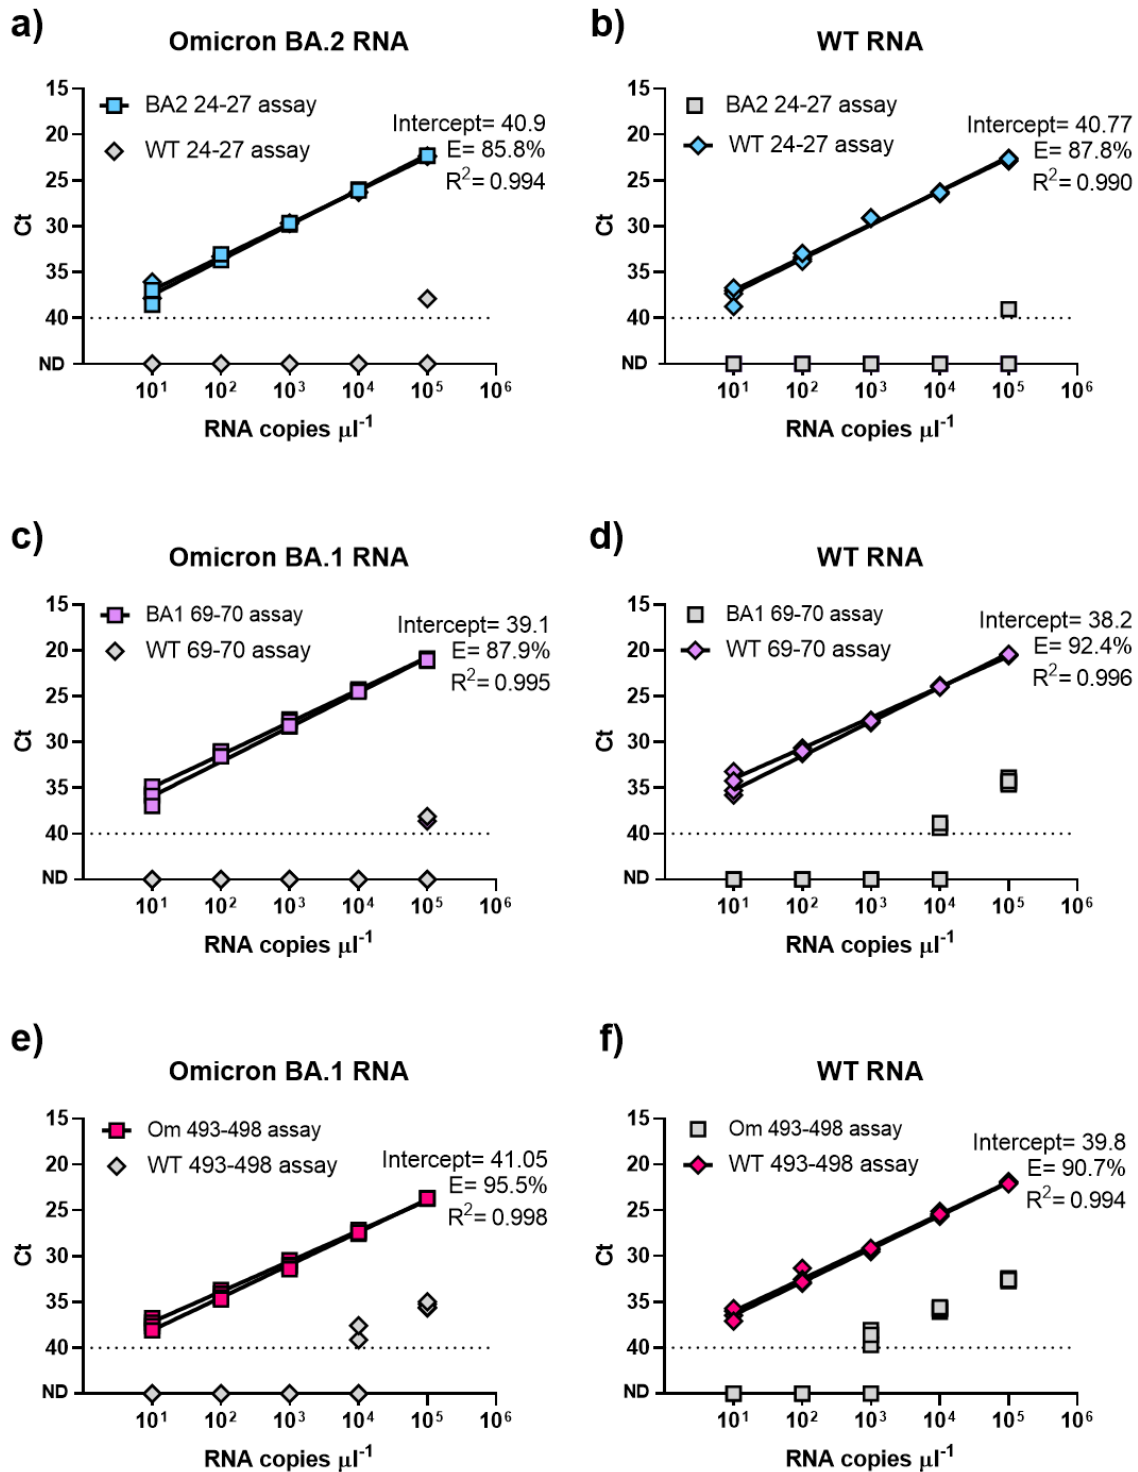 a)
Omicron BA.2 RNA
15
20
25
30
35
40
ND
Ct
BA2 24-27 assay
WT 24-27 assay
Intercept= 40.9
E= 85.8%
R²= 0.994
10¹ 10² 10³ 10⁴ 10⁵ 10⁶
RNA copies µl⁻¹
b)
WT RNA
15
20
25
30
35
40
ND
Ct
BA2 24-27 assay
WT 24-27 assay
Intercept= 40.77
E= 87.8%
R²= 0.990
10¹ 10² 10³ 10⁴ 10⁵ 10⁶
RNA copies µl⁻¹
c)
Omicron BA.1 RNA
15
20
25
30
35
40
ND
Ct
BA1 69-70 assay
WT 69-70 assay
Intercept= 39.1
E= 87.9%
R²= 0.995
10¹ 10² 10³ 10⁴ 10⁵ 10⁶
RNA copies µl⁻¹
d)
WT RNA
15
20
25
30
35
40
ND
Ct
BA1 69-70 assay
WT 69-70 assay
Intercept= 38.2
E= 92.4%
R²= 0.996
10¹ 10² 10³ 10⁴ 10⁵ 10⁶
RNA copies µl⁻¹
e)
Omicron BA.1 RNA
15
20
25
30
35
40
ND
Ct
Om 493-498 assay
WT 493-498 assay
Intercept= 41.05
E= 95.5%
R²= 0.998
10¹ 10² 10³ 10⁴ 10⁵ 10⁶
RNA copies µl⁻¹
f)
WT RNA
15
20
25
30
35
40
ND
Ct
Om 493-498 assay
WT 493-498 assay
Intercept= 39.8
E= 90.7%
R²= 0.994
10¹ 10² 10³ 10⁴ 10⁵ 10⁶
RNA copies µl⁻¹